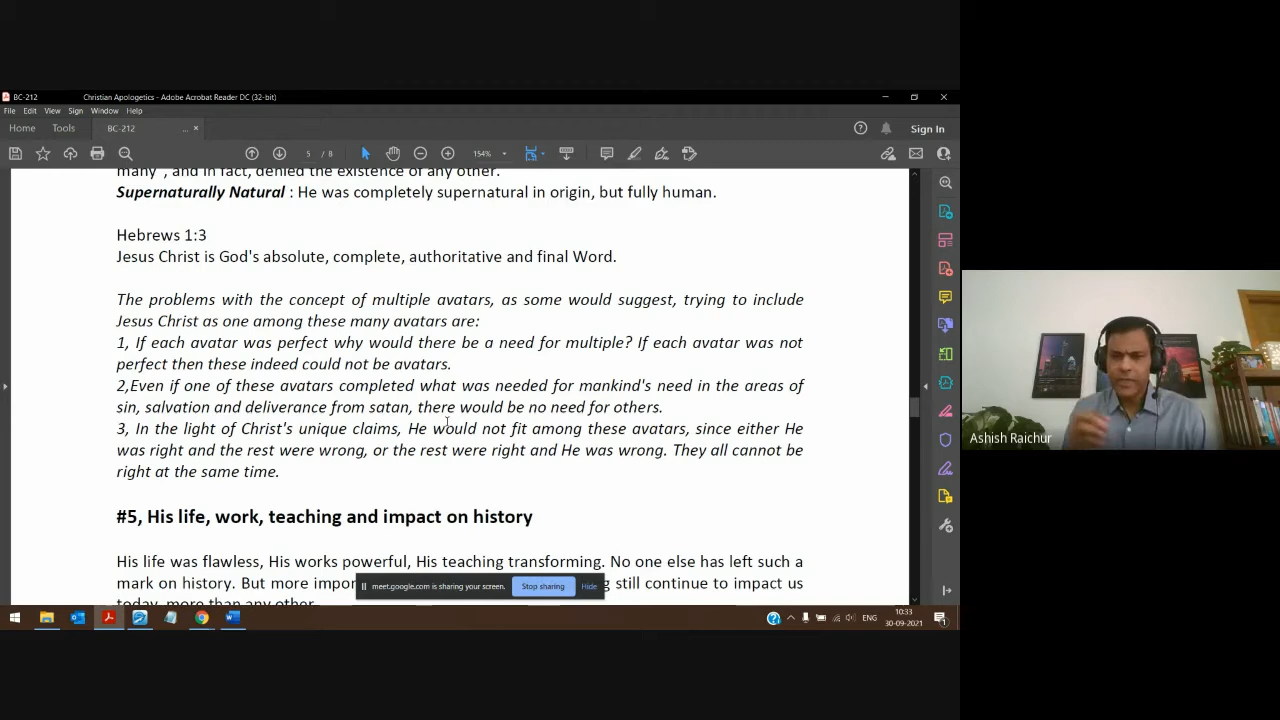 BC-212 Christian Apologetics - Adobe Acrobat Reader DC (32-bit)
File Edit View Sign Window Help
Home Tools BC-212 ... × Sign In
5 / 8 154%
many , and in fact, denied the existence of any other.
Supernaturally Natural : He was completely supernatural in origin, but fully human.
Hebrews 1:3
Jesus Christ is God's absolute, complete, authoritative and final Word.
The problems with the concept of multiple avatars, as some would suggest, trying to include
Jesus Christ as one among these many avatars are:
1, If each avatar was perfect why would there be a need for multiple? If each avatar was not
perfect then these indeed could not be avatars.
2,Even if one of these avatars completed what was needed for mankind's need in the areas of
sin, salvation and deliverance from satan, there would be no need for others.
3, In the light of Christ's unique claims, He would not fit among these avatars, since either He
was right and the rest were wrong, or the rest were right and He was wrong. They all cannot be
right at the same time.
Ashish Raichur
#5, His life, work, teaching and impact on history
His life was flawless, His works powerful, His teaching transforming. No one else has left such a
mark on history. But more impor g still continue to impact us
meet.google.com is sharing your screen. Stop sharing Hide
today, more than any other.
ENG 10:33
30-09-2021